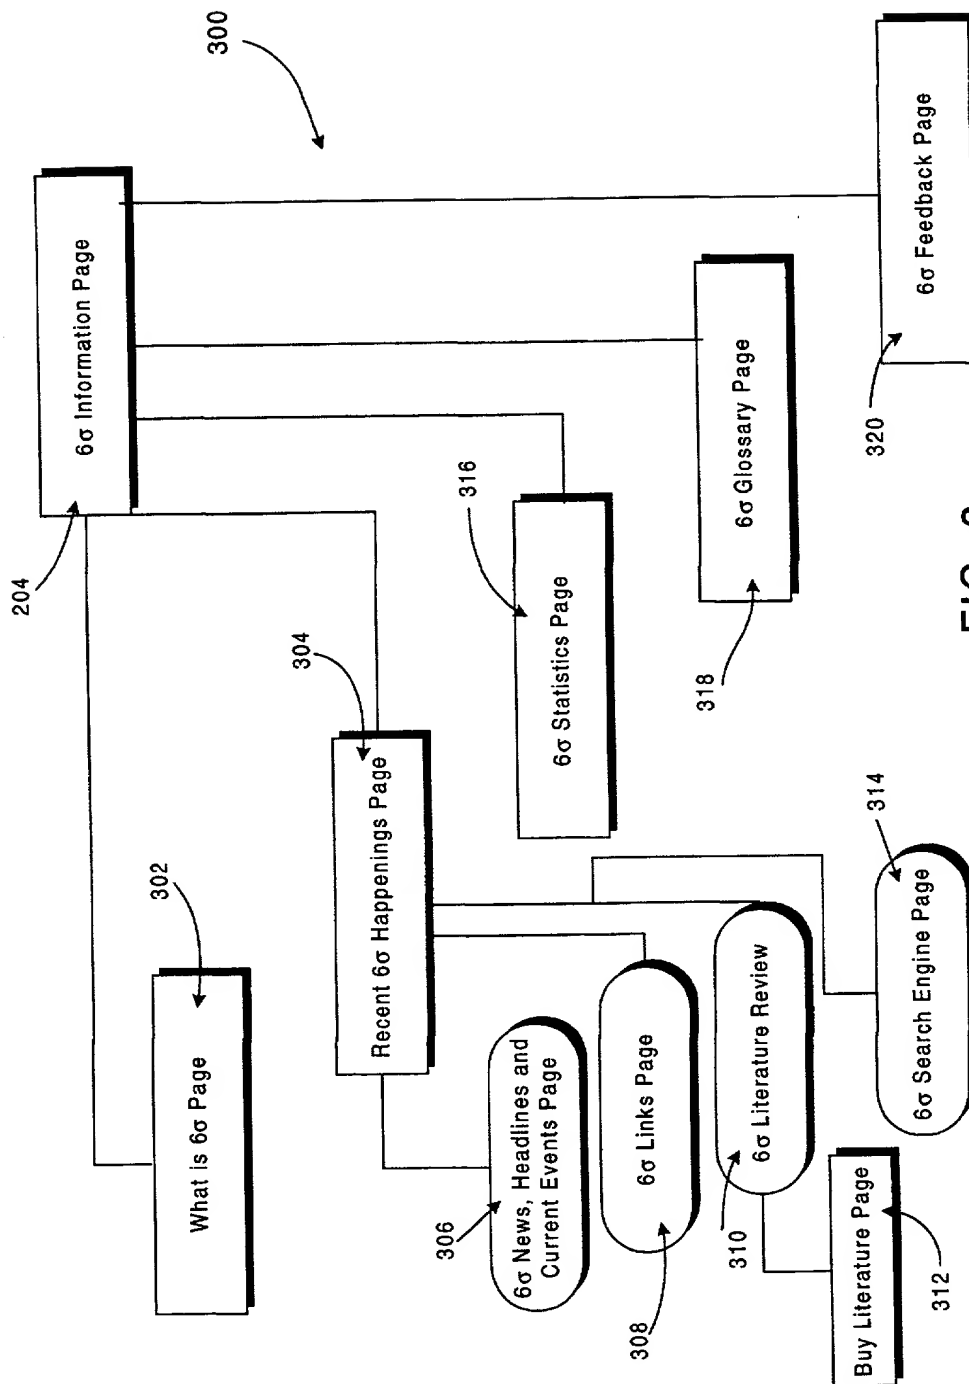 204
6σ Information Page
300
302
What is 6σ Page
304
Recent 6σ Happenings Page
306
6σ News, Headlines and
Current Events Page
316
6σ Statistics Page
308
6σ Links Page
310
6σ Literature Review
318
6σ Glossary Page
312
Buy Literature Page
314
6σ Search Engine Page
320
6σ Feedback Page
FIG.